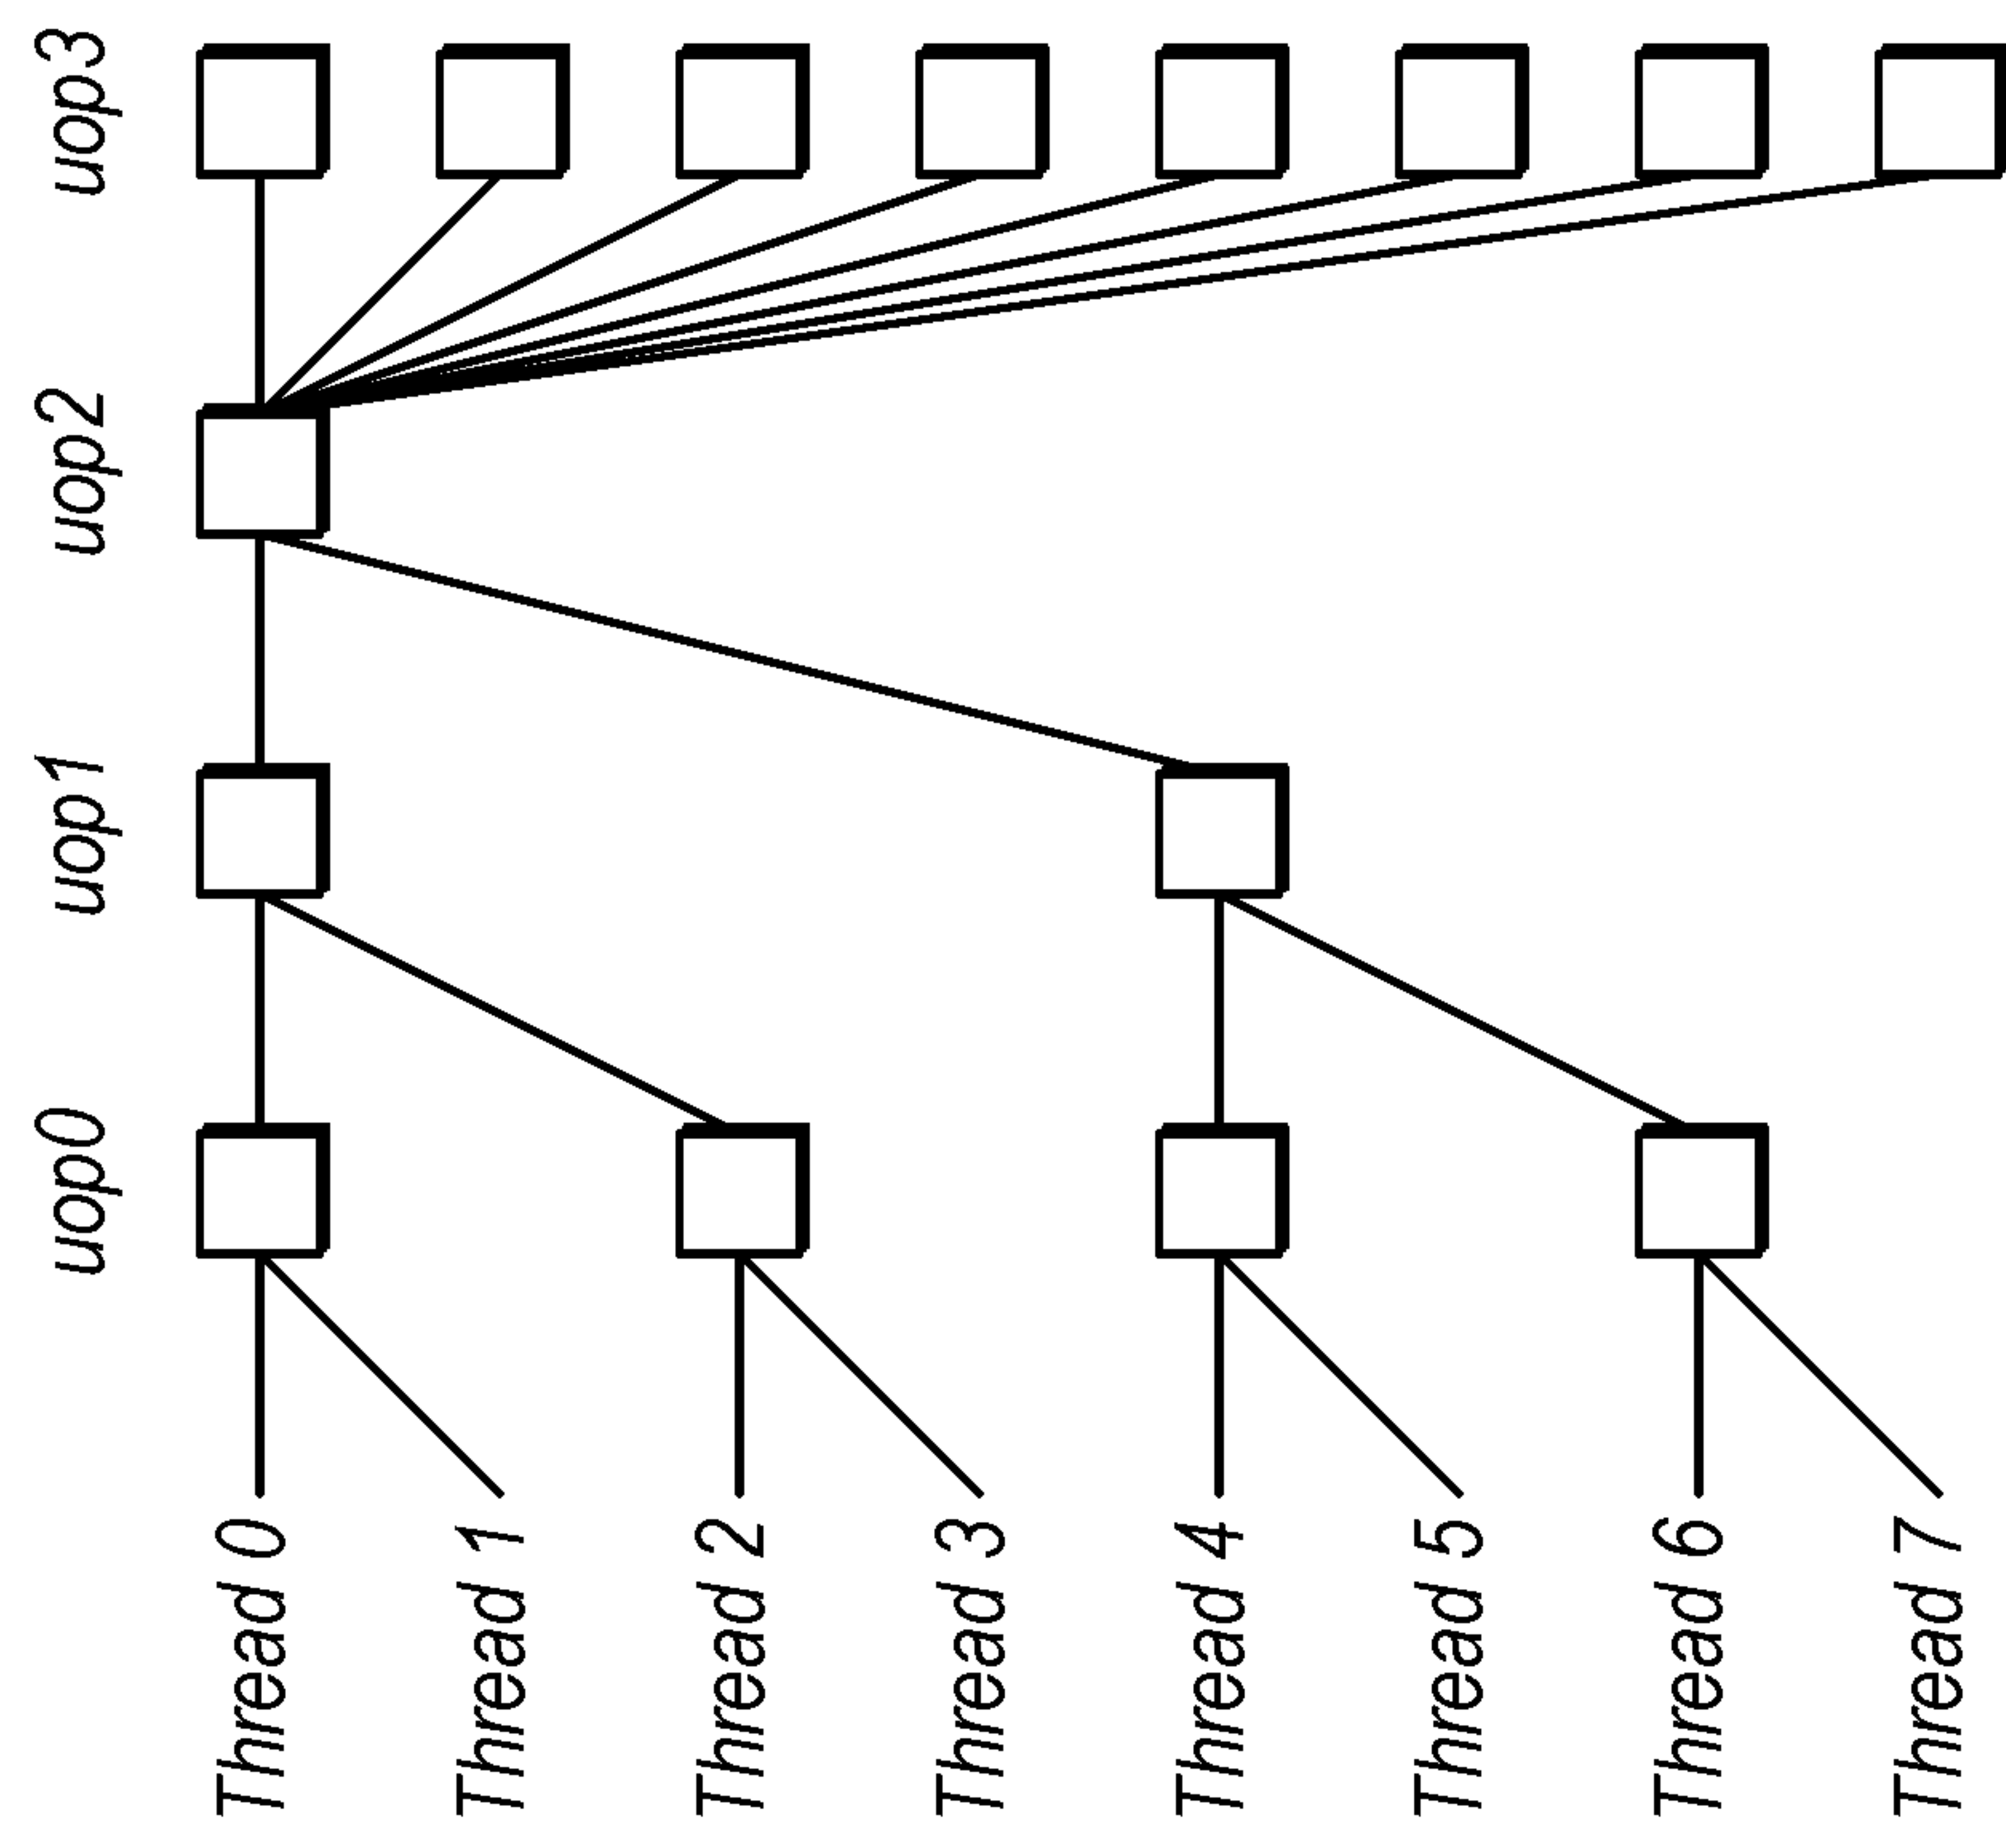 uop3
uop2
uop1
uop0
Thread 0
Thread 1
Thread 2
Thread 3
Thread 4
Thread 5
Thread 6
Thread 7